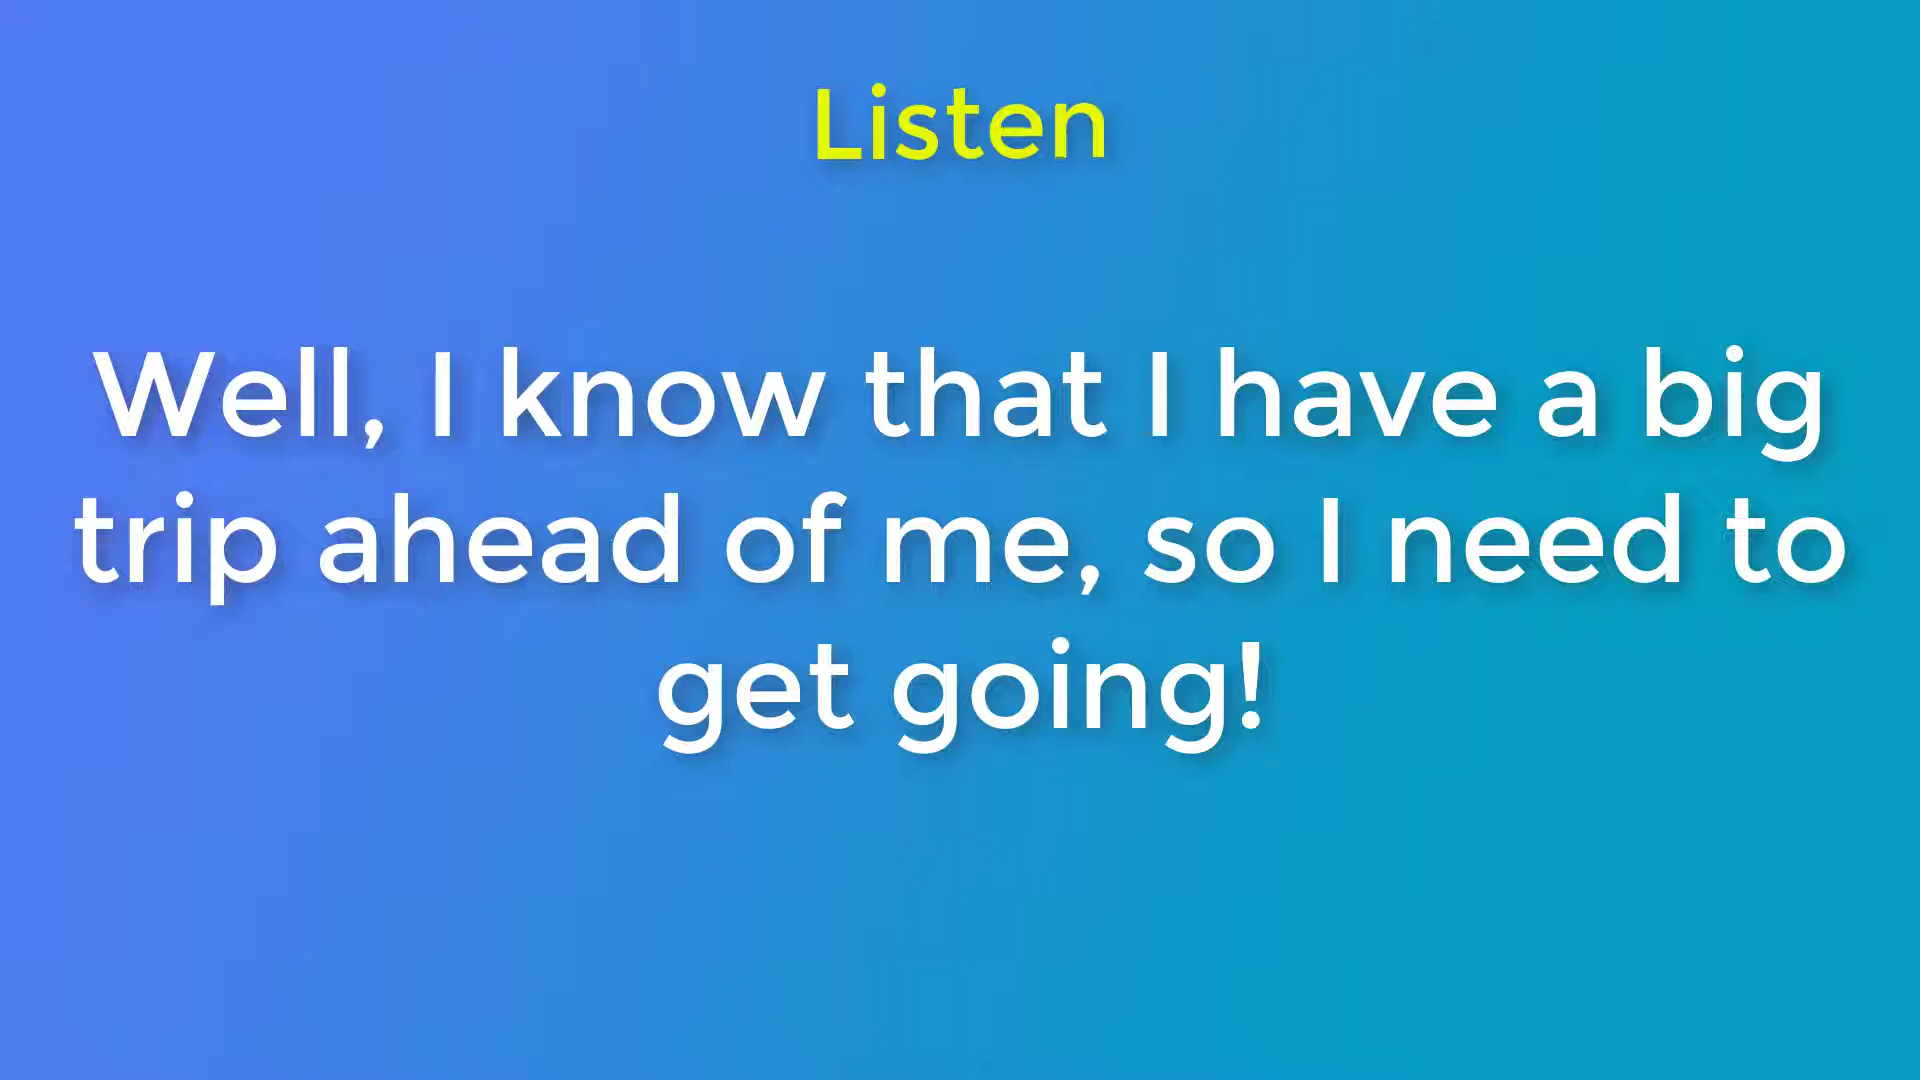 Listen
Well, I know that I have a big
trip ahead of me, so I need to
get going!